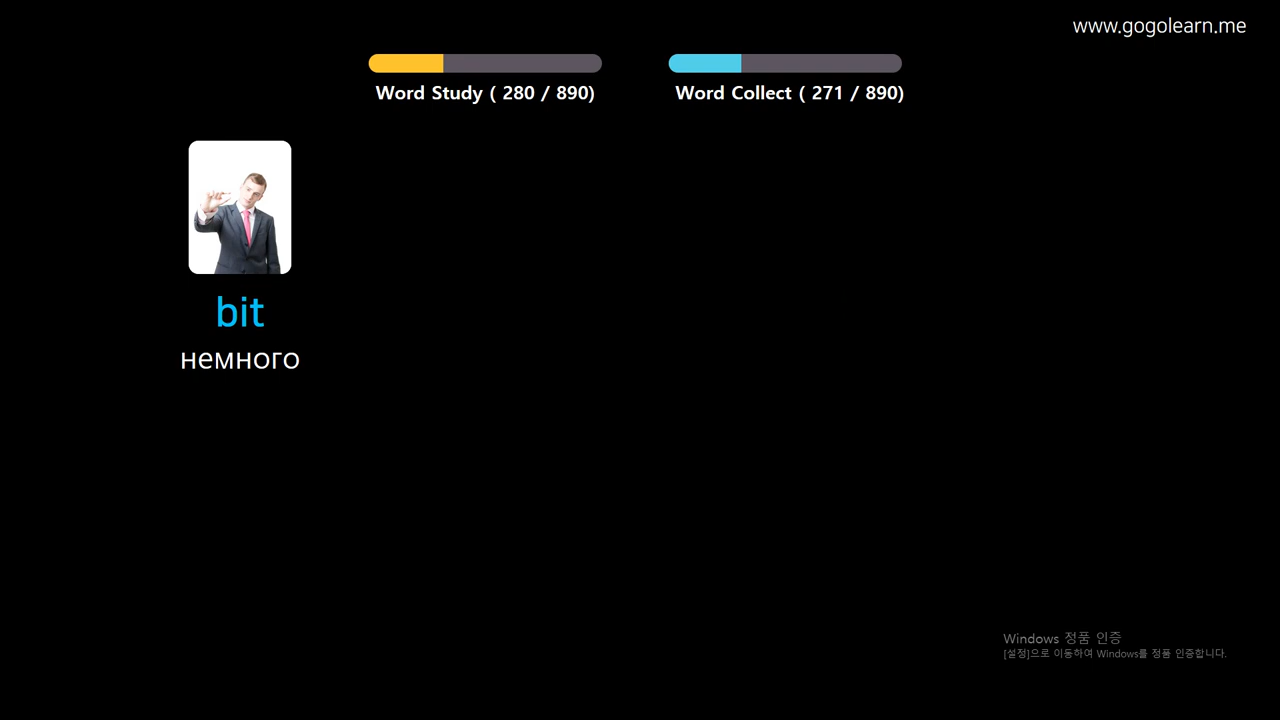 www.gogolearn.me
Word Study ( 280 / 890)
Word Collect ( 271 / 890)
bit
немного
Windows 정품 인증
[설정]으로 이동하여 Windows를 정품 인증합니다.